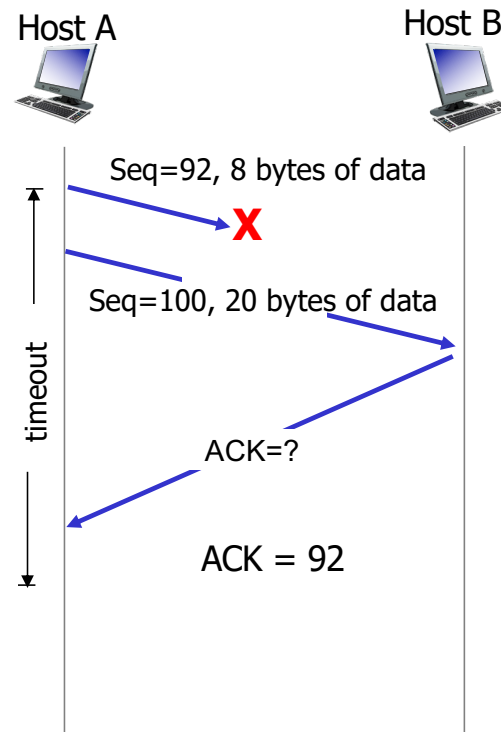 Host A
Host B
Seq=92, 8 bytes of data
X
Seq=100, 20 bytes of data
timeout
ACK=?
ACK = 92